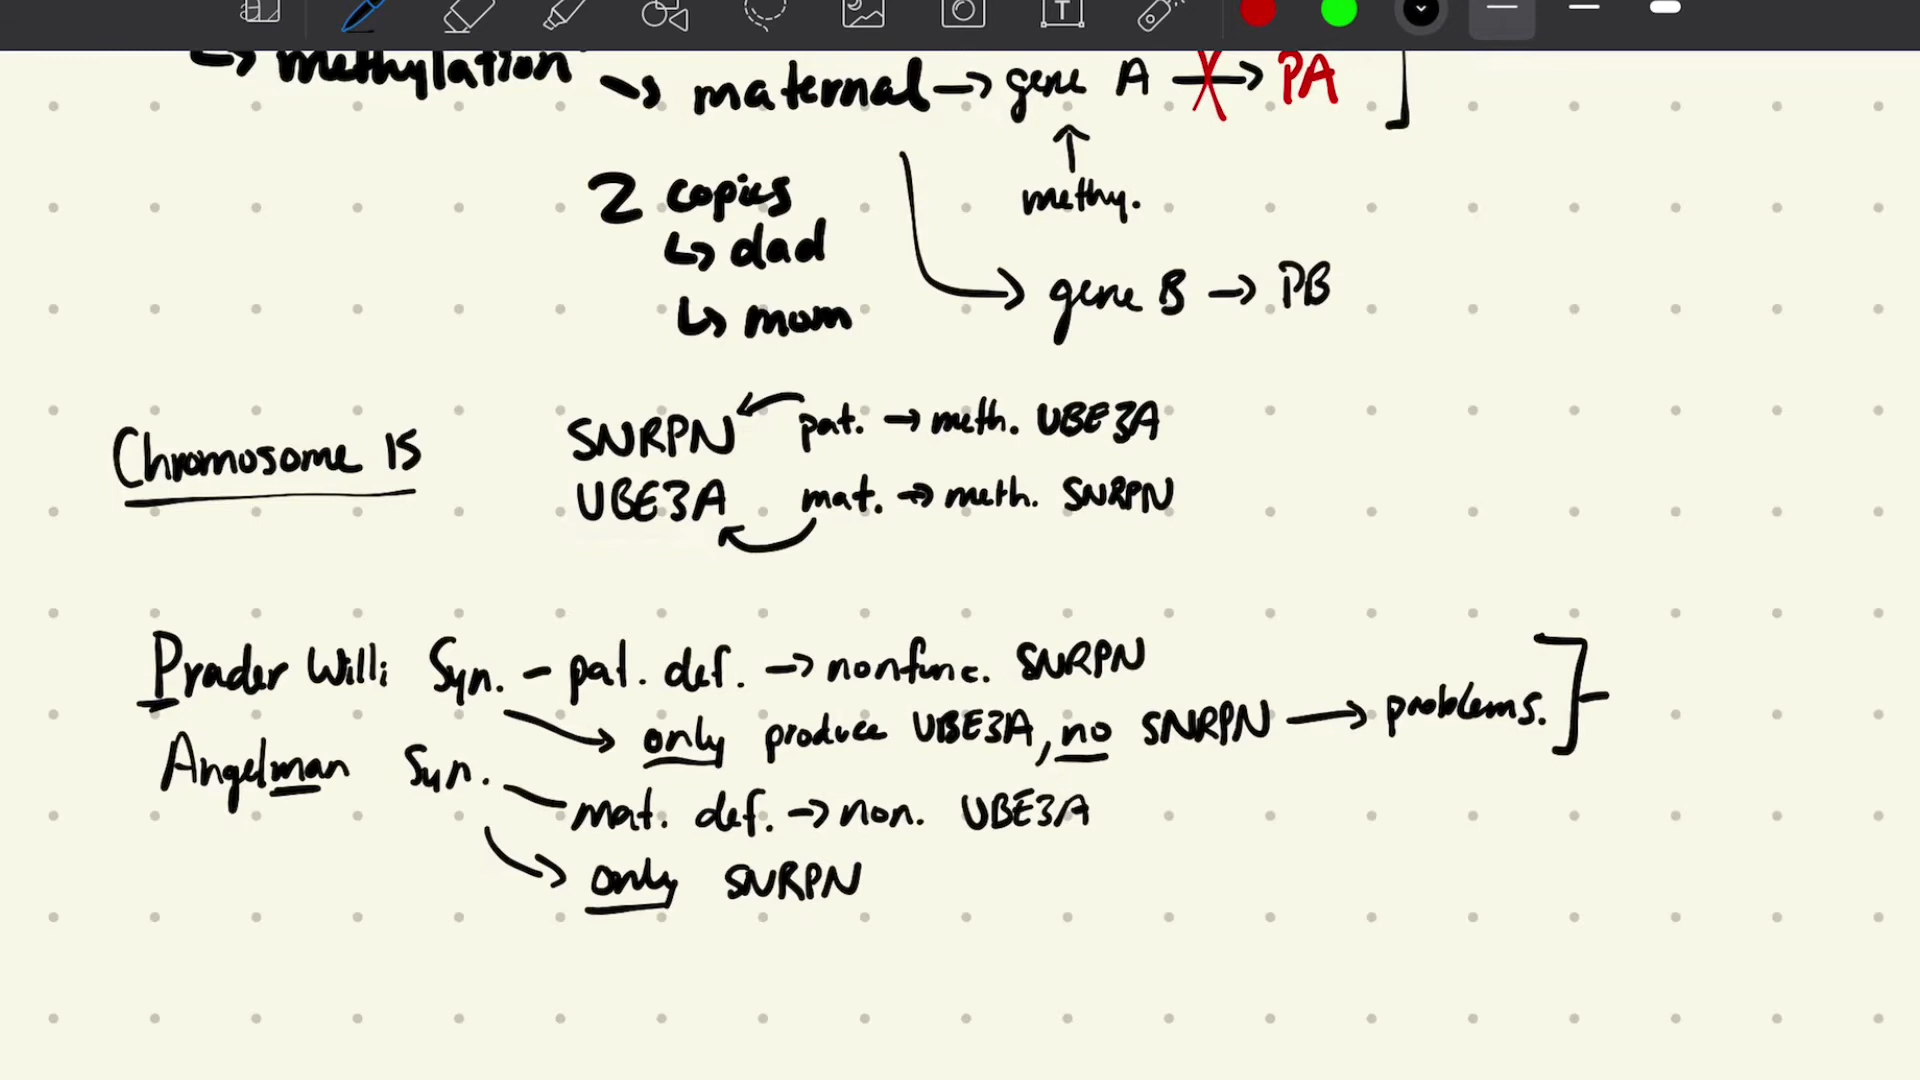 ↳ methylation ↘ maternal → gene A → PA
↑
2 copies methy.
↳ dad
→ gene B → PB
↳ mom
SNRPN pat. → meth. UBE3A
Chromosome 15
UBE3A mat. → meth. SNRPN
Prader Willi Syn. - pat. def. → nonfunc. SNRPN
→ only produce UBE3A, no SNRPN → problems.
Angelman Syn.
mat. def. → non. UBE3A
→ only SNRPN